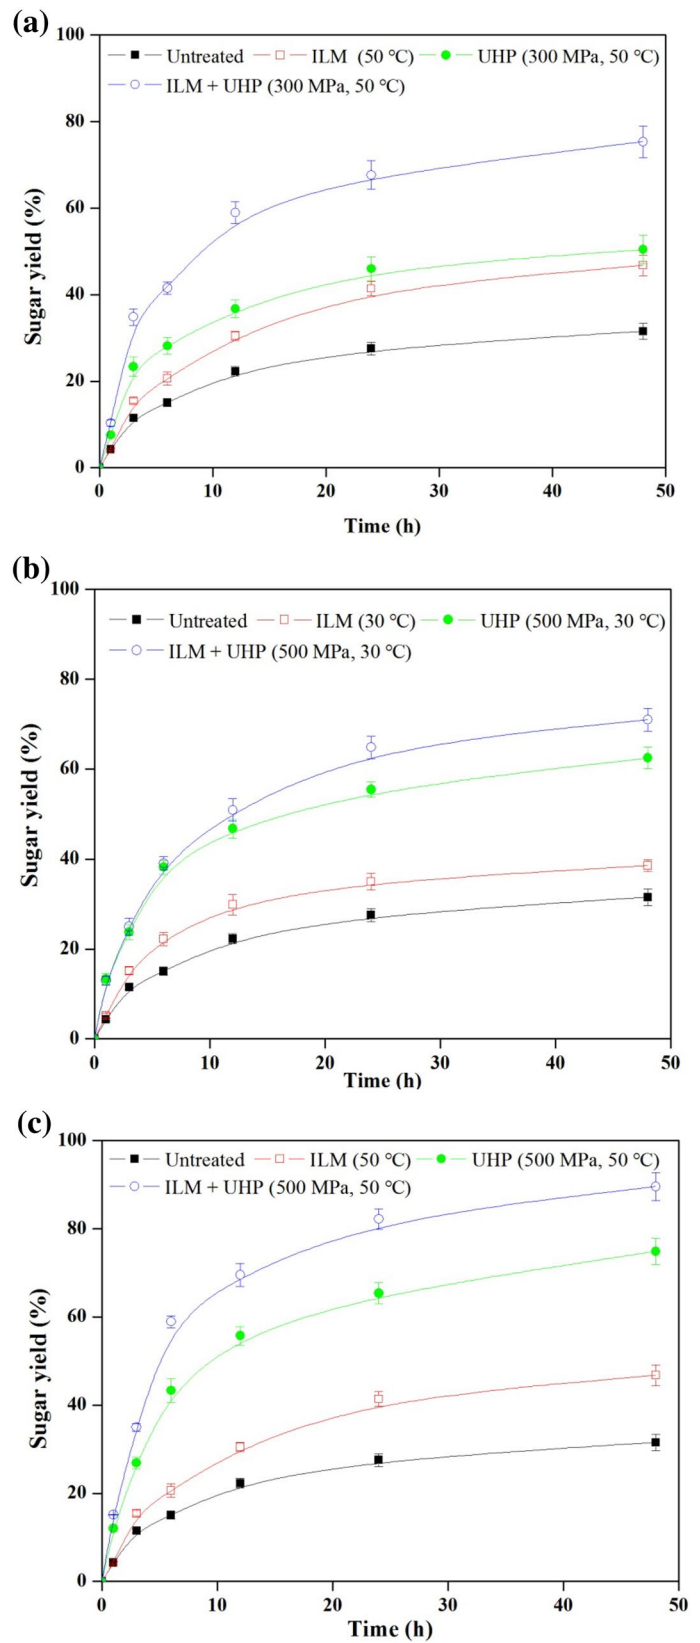 (a)
100
Untreated ILM (50 ℃) UHP (300 MPa, 50 ℃)
ILM + UHP (300 MPa, 50 ℃)
80
60
40
20
0
Sugar yield (%)
0 10 20 30 40 50
Time (h)
(b)
100
Untreated ILM (30 ℃) UHP (500 MPa, 30 ℃)
ILM + UHP (500 MPa, 30 ℃)
80
60
40
20
0
Sugar yield (%)
0 10 20 30 40 50
Time (h)
(c)
100
Untreated ILM (50 ℃) UHP (500 MPa, 50 ℃)
ILM + UHP (500 MPa, 50 ℃)
80
60
40
20
0
Sugar yield (%)
0 10 20 30 40 50
Time (h)